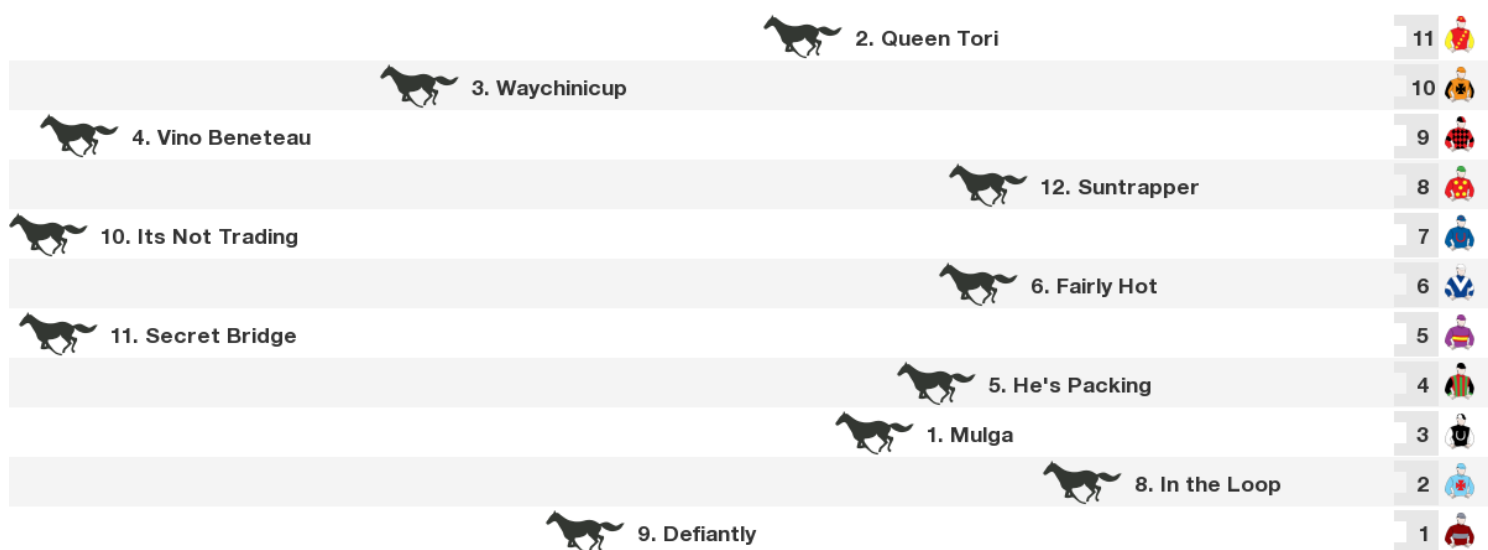 2. Queen Tori 11
3. Waychinicup 10
4. Vino Beneteau 9
12. Suntrapper 8
10. Its Not Trading 7
6. Fairly Hot 6
11. Secret Bridge 5
5. He's Packing 4
1. Mulga 3
8. In the Loop 2
9. Defiantly 1